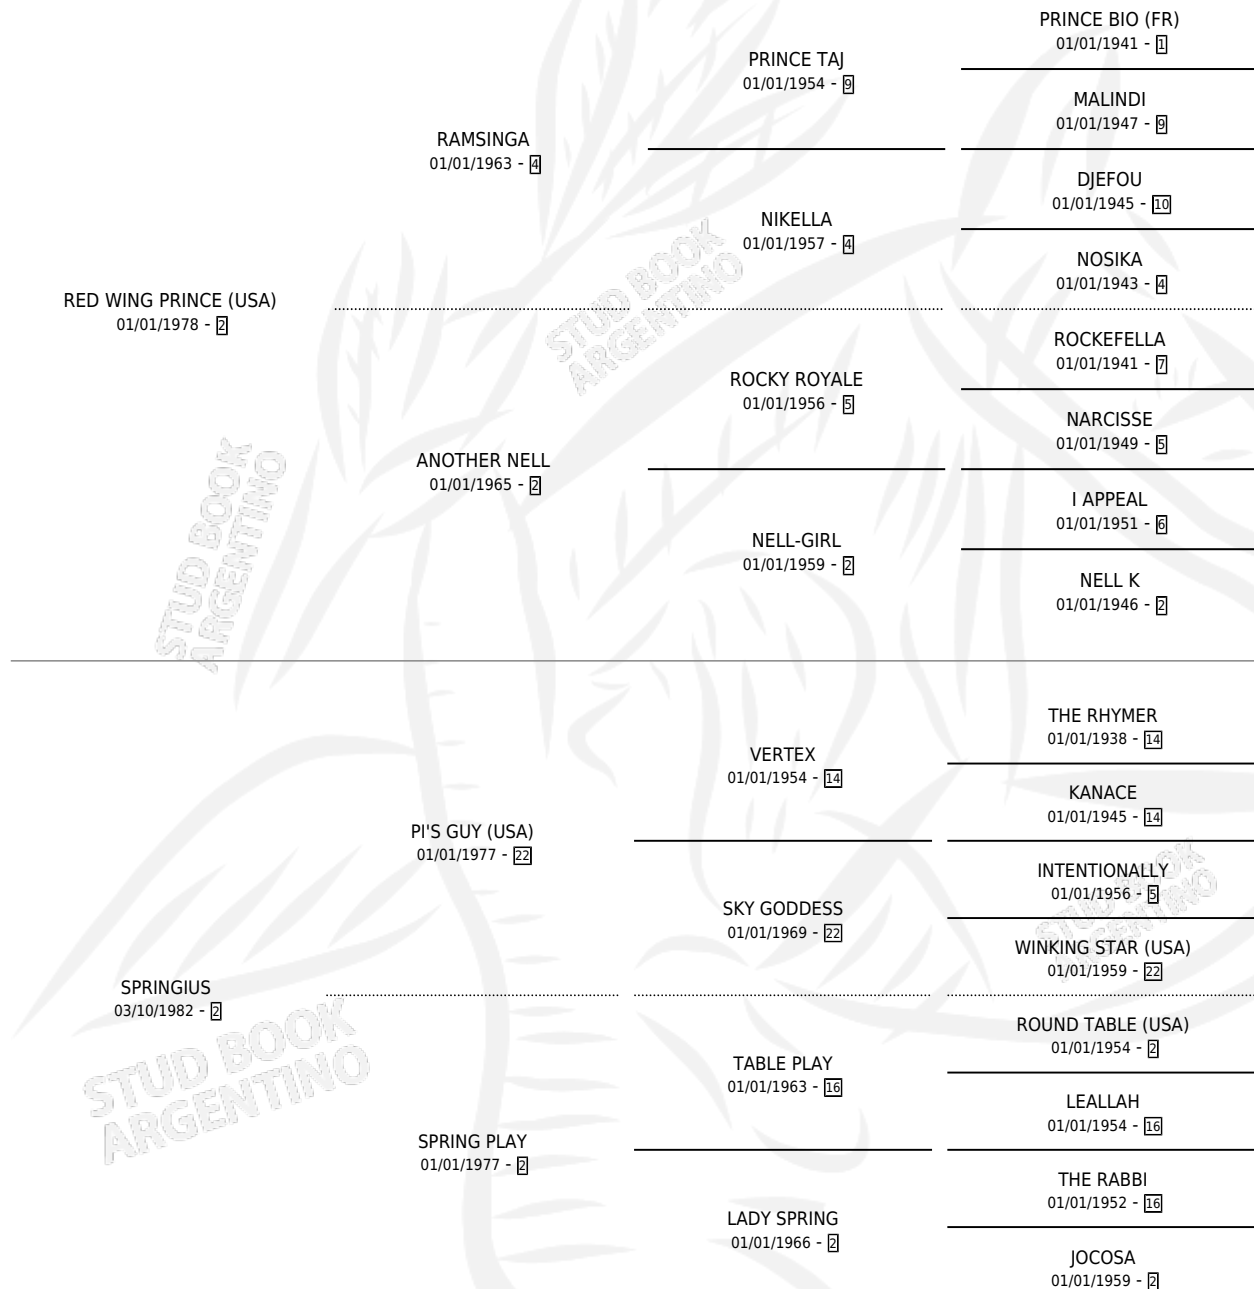 PRINCE BIO (FR)
01/01/1941 - 1
PRINCE TAJ
01/01/1954 - 9
MALINDI
01/01/1947 - 9
RAMSINGA
01/01/1963 - 4
DJEFOU
01/01/1945 - 10
NIKELLA
01/01/1957 - 4
NOSIKA
01/01/1943 - 4
RED WING PRINCE (USA)
01/01/1978 - 2
ROCKEFELLA
01/01/1941 - 7
ROCKY ROYALE
01/01/1956 - 5
NARCISSE
01/01/1949 - 5
ANOTHER NELL
01/01/1965 - 2
I APPEAL
01/01/1951 - 6
NELL-GIRL
01/01/1959 - 2
NELL K
01/01/1946 - 2
THE RHYMER
01/01/1938 - 14
VERTEX
01/01/1954 - 14
KANACE
01/01/1945 - 14
PI'S GUY (USA)
01/01/1977 - 22
INTENTIONALLY
01/01/1956 - 5
SKY GODDESS
01/01/1969 - 22
WINKING STAR (USA)
01/01/1959 - 22
SPRINGIUS
03/10/1982 - 2
ROUND TABLE (USA)
01/01/1954 - 2
TABLE PLAY
01/01/1963 - 16
LEALLAH
01/01/1954 - 16
SPRING PLAY
01/01/1977 - 2
THE RABBI
01/01/1952 - 16
LADY SPRING
01/01/1966 - 2
JOCOSA
01/01/1959 - 2
STUD BOOK
ARGENTINO
STUD BOOK
ARGENTINO
STUD BOOK
ARGENTINO
STUD BOOK
ARGENTINO